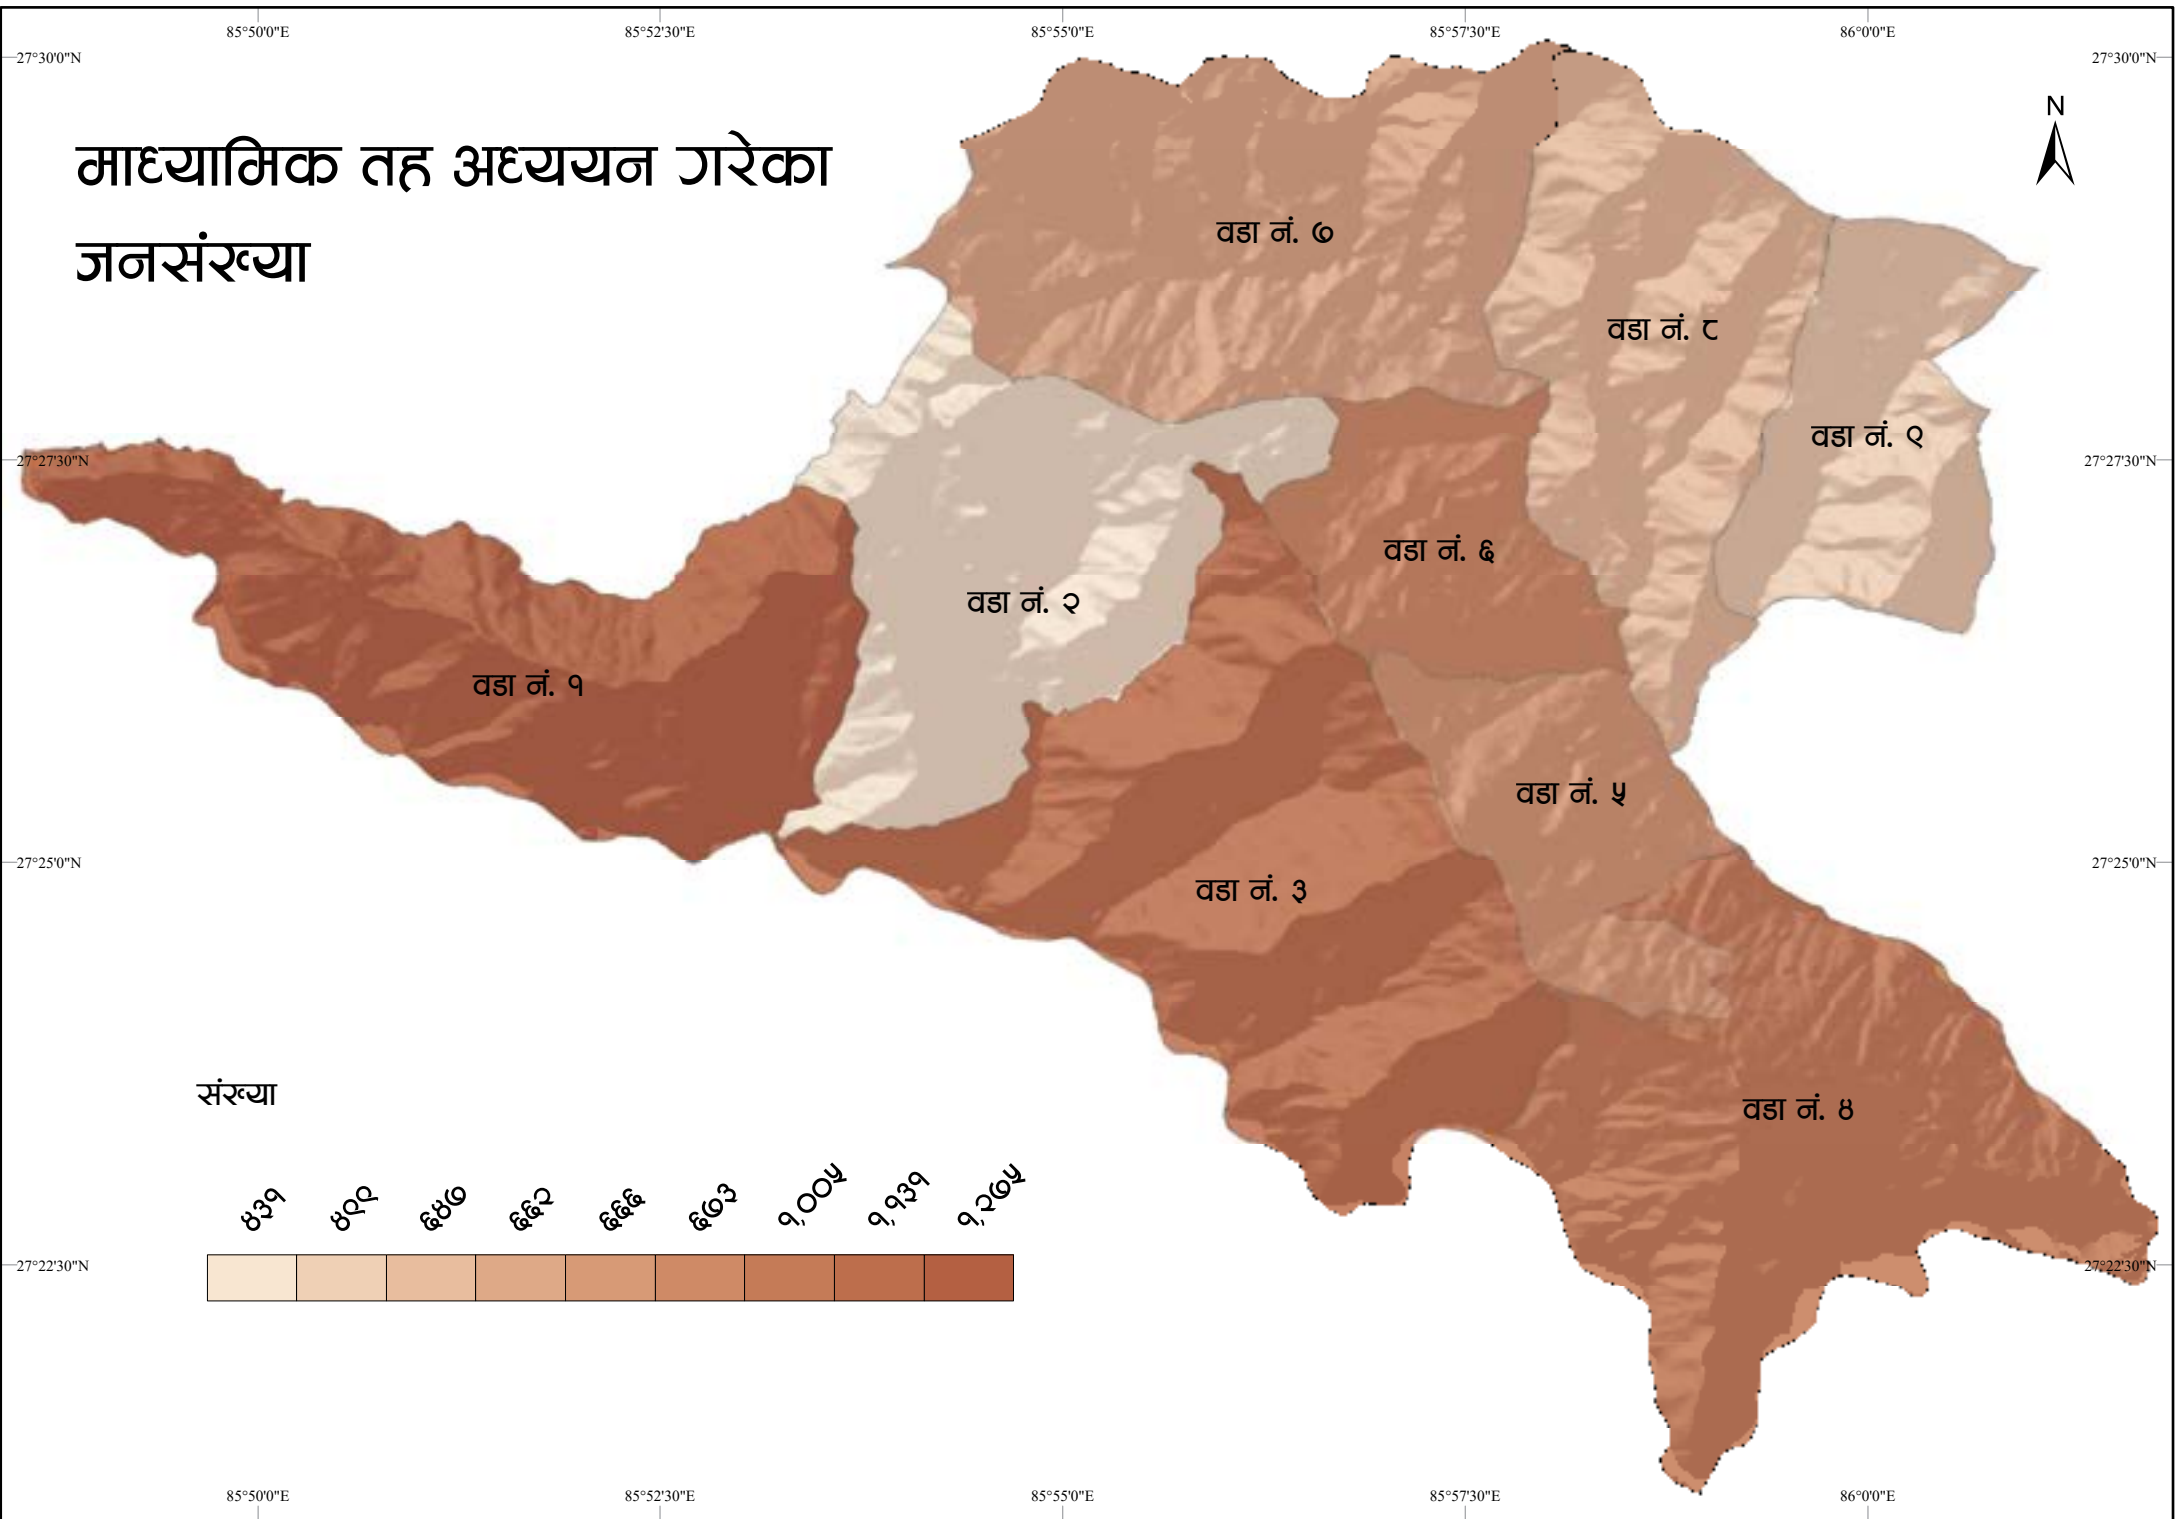 85°50'0"E 85°52'30"E 85°55'0"E 85°57'30"E 86°0'0"E
27°30'0"N 27°30'0"N
N
माध्यामिक तह अध्ययन गरेका
जनसंख्या
वडा नं. ७
वडा नं. ८
वडा नं. ९
27°27'30"N 27°27'30"N
वडा नं. ६
वडा नं. २
वडा नं. १
वडा नं. ५
27°25'0"N 27°25'0"N
वडा नं. ३
संख्या
वडा नं. ४
४३१ ४९९ ६४७ ६६२ ६६६ ६७३ १,००५ १,१३१ १,२७५
27°22'30"N 27°22'30"N
85°50'0"E 85°52'30"E 85°55'0"E 85°57'30"E 86°0'0"E